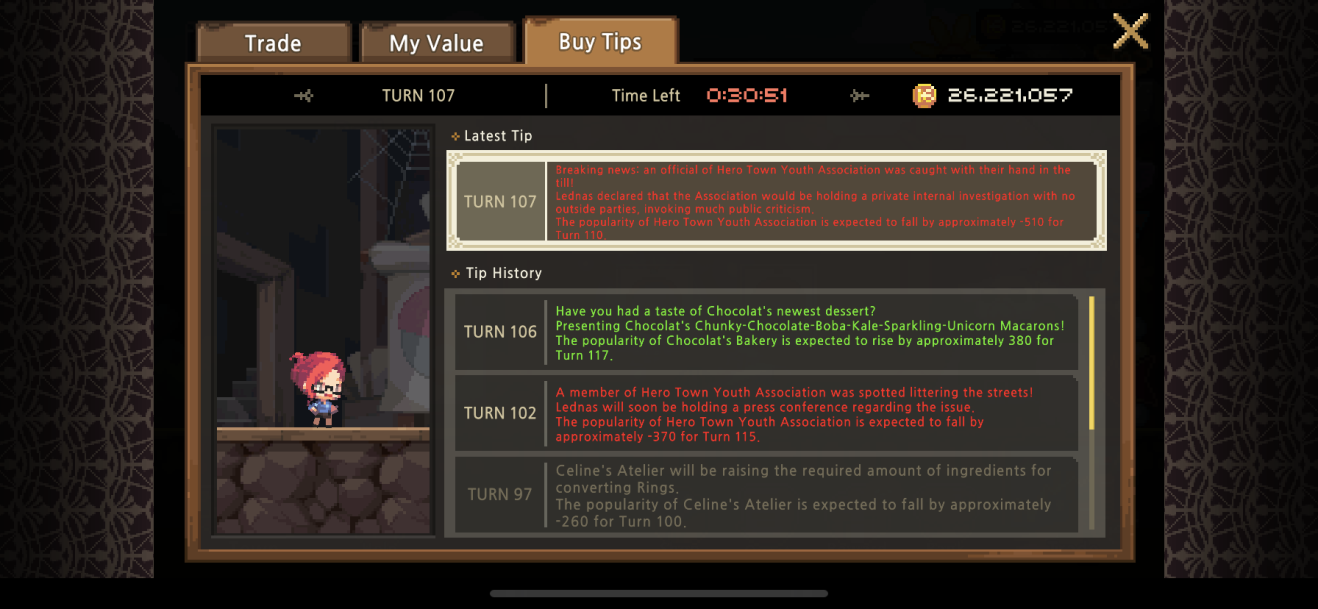 Trade
My Value
Buy Tips
26,221,05
TURN 107
Time Left
0:30:51
26,221,057
Latest Tip
TURN 107
Breaking news: an official of Hero Town Youth Association was caught with their hand in the
till!
Lednas declared that the Association would be holding a private internal investigation with no
outside parties, invoking much public criticism.
The popularity of Hero Town Youth Association is expected to fall by approximately -510 for
Turn 110.
Tip History
TURN 106
Have you had a taste of Chocolat's newest dessert?
Presenting Chocolat's Chunky-Chocolate-Boba-Kale-Sparkling-Unicorn Macarons!
The popularity of Chocolat's Bakery is expected to rise by approximately 380 for
Turn 117.
TURN 102
A member of Hero Town Youth Association was spotted littering the streets!
Lednas will soon be holding a press conference regarding the issue.
The popularity of Hero Town Youth Association is expected to fall by
approximately -370 for Turn 115.
TURN 97
Celine's Atelier will be raising the required amount of ingredients for
converting Rings.
The popularity of Celine's Atelier is expected to fall by approximately
-260 for Turn 100.